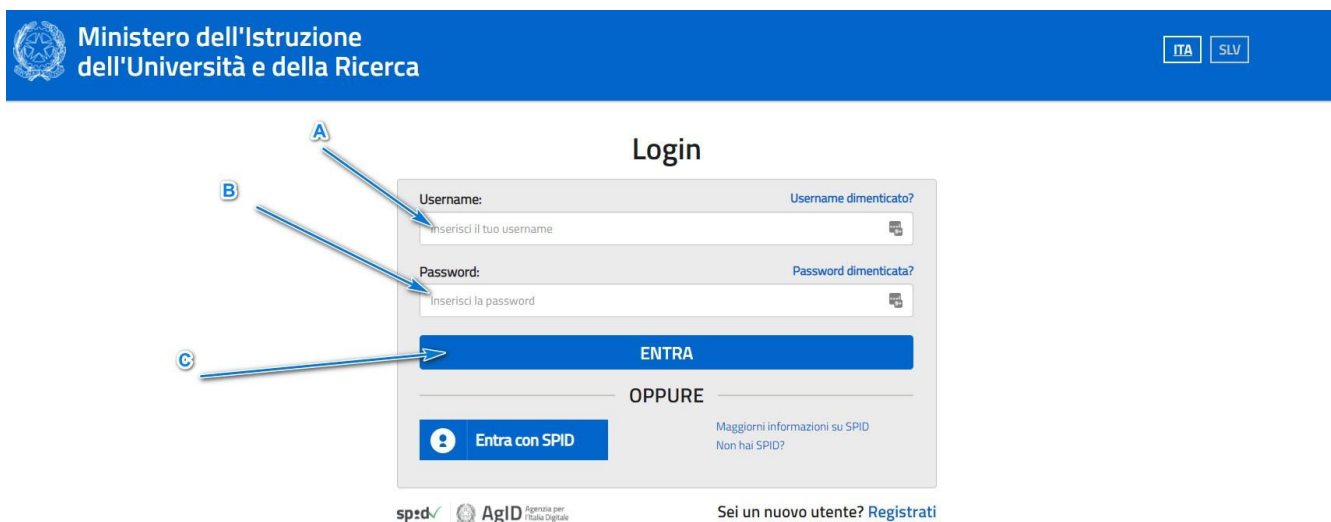 Ministero dell'Istruzione
dell'Università e della Ricerca
ITA SLV
A
Login
B
Username: Username dimenticato?
Inserisci il tuo username
Password: Password dimenticata?
Inserisci la password
C
ENTRA
OPPURE
Entra con SPID
Maggiorni informazioni su SPID
Non hai SPID?
sp:d AgID Agenzia per l'Italia Digitale
Sei un nuovo utente? Registrati